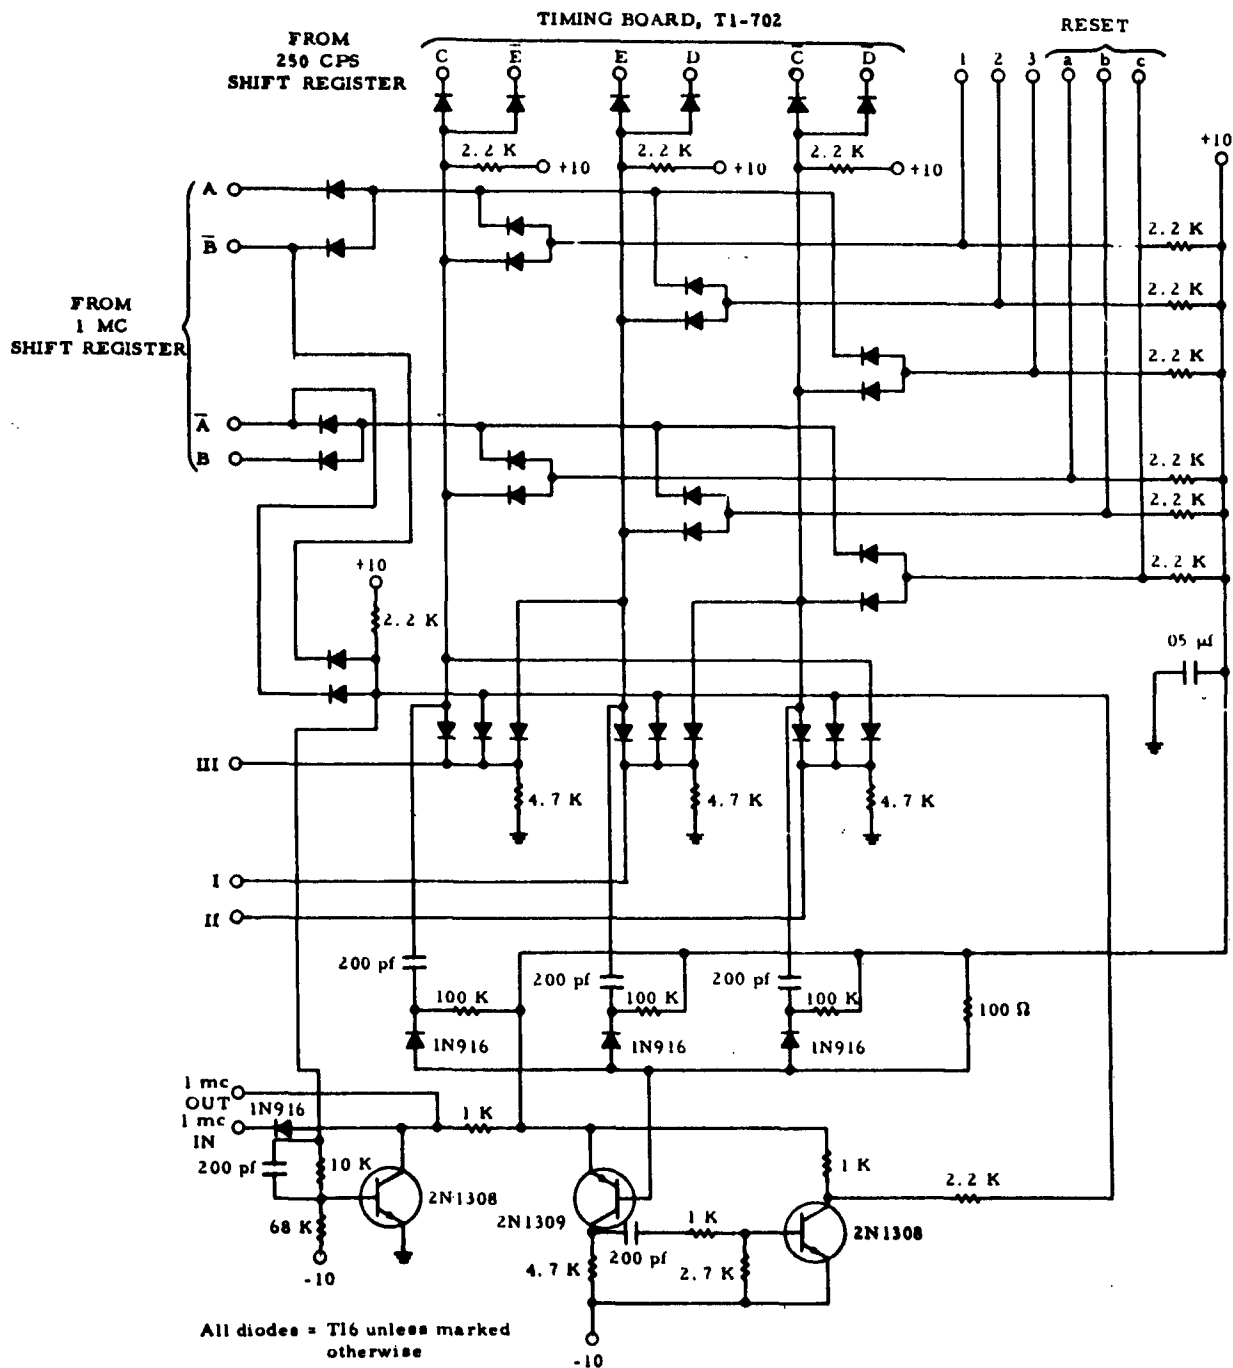 TIMING BOARD, T1-702
RESET
FROM
250 CPS
SHIFT REGISTER
C E̅ E D C̅ D̅ 1 2 3 a b c
2.2 K +10 2.2 K +10 2.2 K +10 +10
A
B̅
2.2 K
2.2 K
FROM
1 MC
SHIFT REGISTER
2.2 K
A̅
B
2.2 K
2.2 K
+10
2.2 K
2.2 K
05 µf
III
4.7 K 4.7 K 4.7 K
I
II
200 pf 200 pf 200 pf
100 K 100 K 100 K 100 Ω
1N916 1N916 1N916
1 mc
OUT
1N916
1 mc
IN
1 K
200 pf 10 K 2N1308 1 K 2.2 K
68 K 2N1309 1 K 2N1308
200 pf
-10 4.7 K 2.7 K
All diodes = T16 unless marked
otherwise
-10